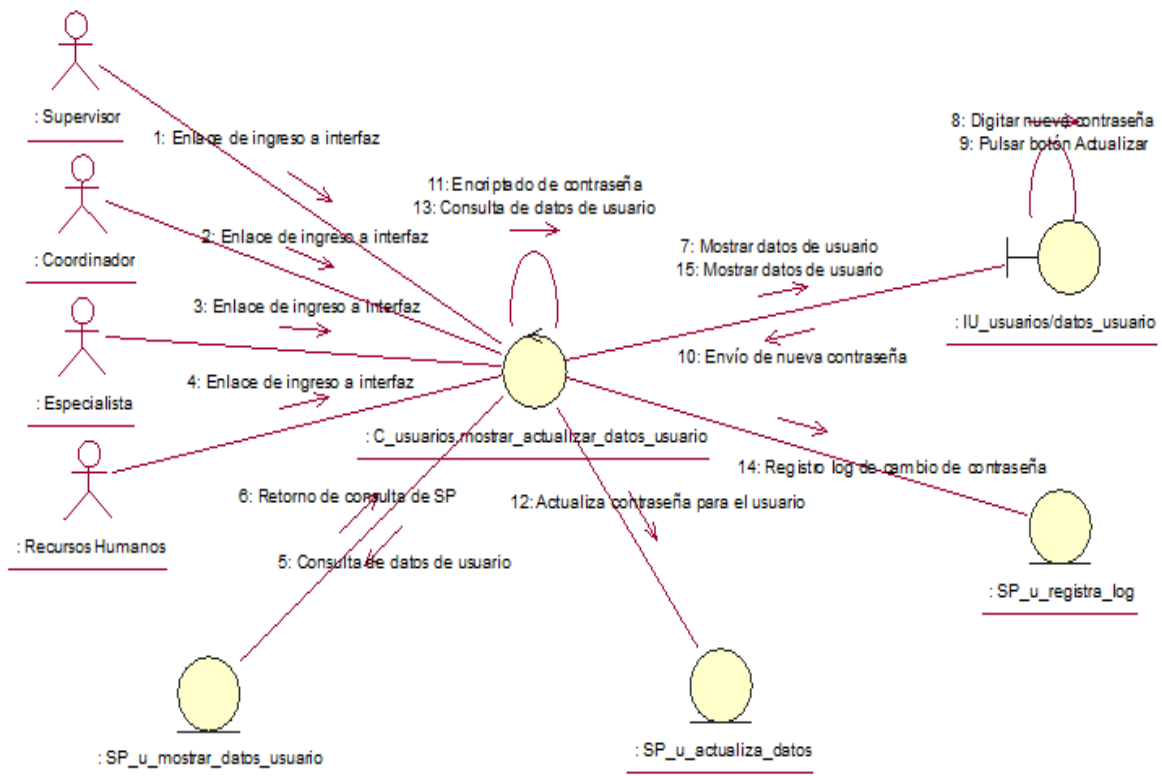 : Supervisor
1: Enlace de ingreso a interfaz
8: Digitar nueva contraseña
9: Pulsar botón Actualizar
11: Encriptado de contraseña
13: Consulta de datos de usuario
: Coordinador
2: Enlace de ingreso a interfaz
7: Mostrar datos de usuario
15: Mostrar datos de usuario
: IU_usuarios/datos_usuario
3: Enlace de ingreso a interfaz
10: Envío de nueva contraseña
4: Enlace de ingreso a interfaz
: Especialista
: C_usuarios.mostrar_actualizar_datos_usuario
14: Registro log de cambio de contraseña
6: Retorno de consulta de SP
12: Actualiza contraseña para el usuario
: Recursos Humanos
5: Consulta de datos de usuario
: SP_u_registra_log
: SP_u_mostrar_datos_usuario
: SP_u_actualiza_datos